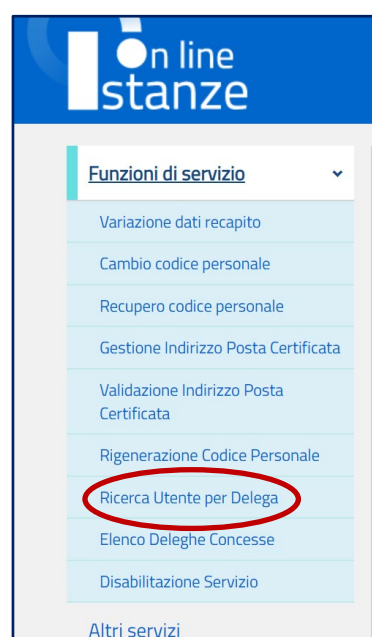 On line
Istanze
Funzioni di servizio
Variazione dati recapito
Cambio codice personale
Recupero codice personale
Gestione Indirizzo Posta Certificata
Validazione Indirizzo Posta
Certificata
Rigenerazione Codice Personale
Ricerca Utente per Delega
Elenco Deleghe Concesse
Disabilitazione Servizio
Altri servizi